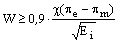 W ≥ 0,9 · χ(π_e − π_m) / √E_i